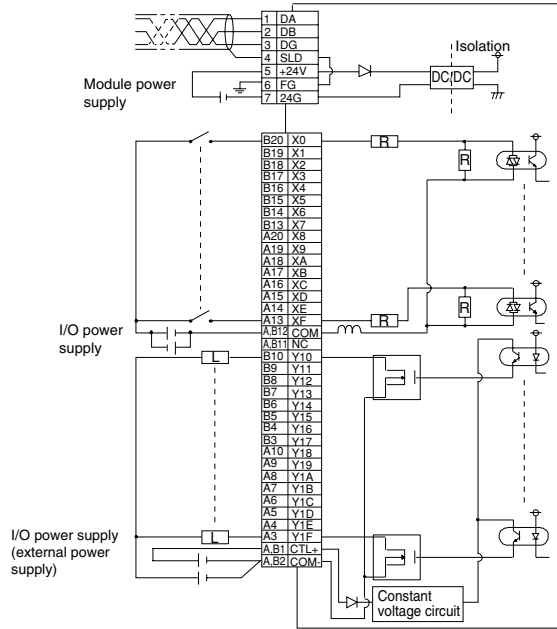 1 DA
2 DB
3 DG
4 SLD
5 +24V
6 FG
7 24G
Module power
supply
Isolation
DC/DC
B20 X0
B19 X1
B18 X2
B17 X3
B16 X4
B15 X5
B14 X6
B13 X7
A20 X8
A19 X9
A18 XA
A17 XB
A16 XC
A15 XD
A14 XE
A13 XF
A,B12 COM
A,B11 NC
B10 Y10
B9 Y11
B8 Y12
B7 Y13
B6 Y14
B5 Y15
B4 Y16
B3 Y17
A10 Y18
A9 Y19
A8 Y1A
A7 Y1B
A6 Y1C
A5 Y1D
A4 Y1E
A3 Y1F
A,B1 CTL+
A,B2 COM-
R
R
R
R
I/O power
supply
L
L
I/O power supply
(external power
supply)
Constant
voltage circuit